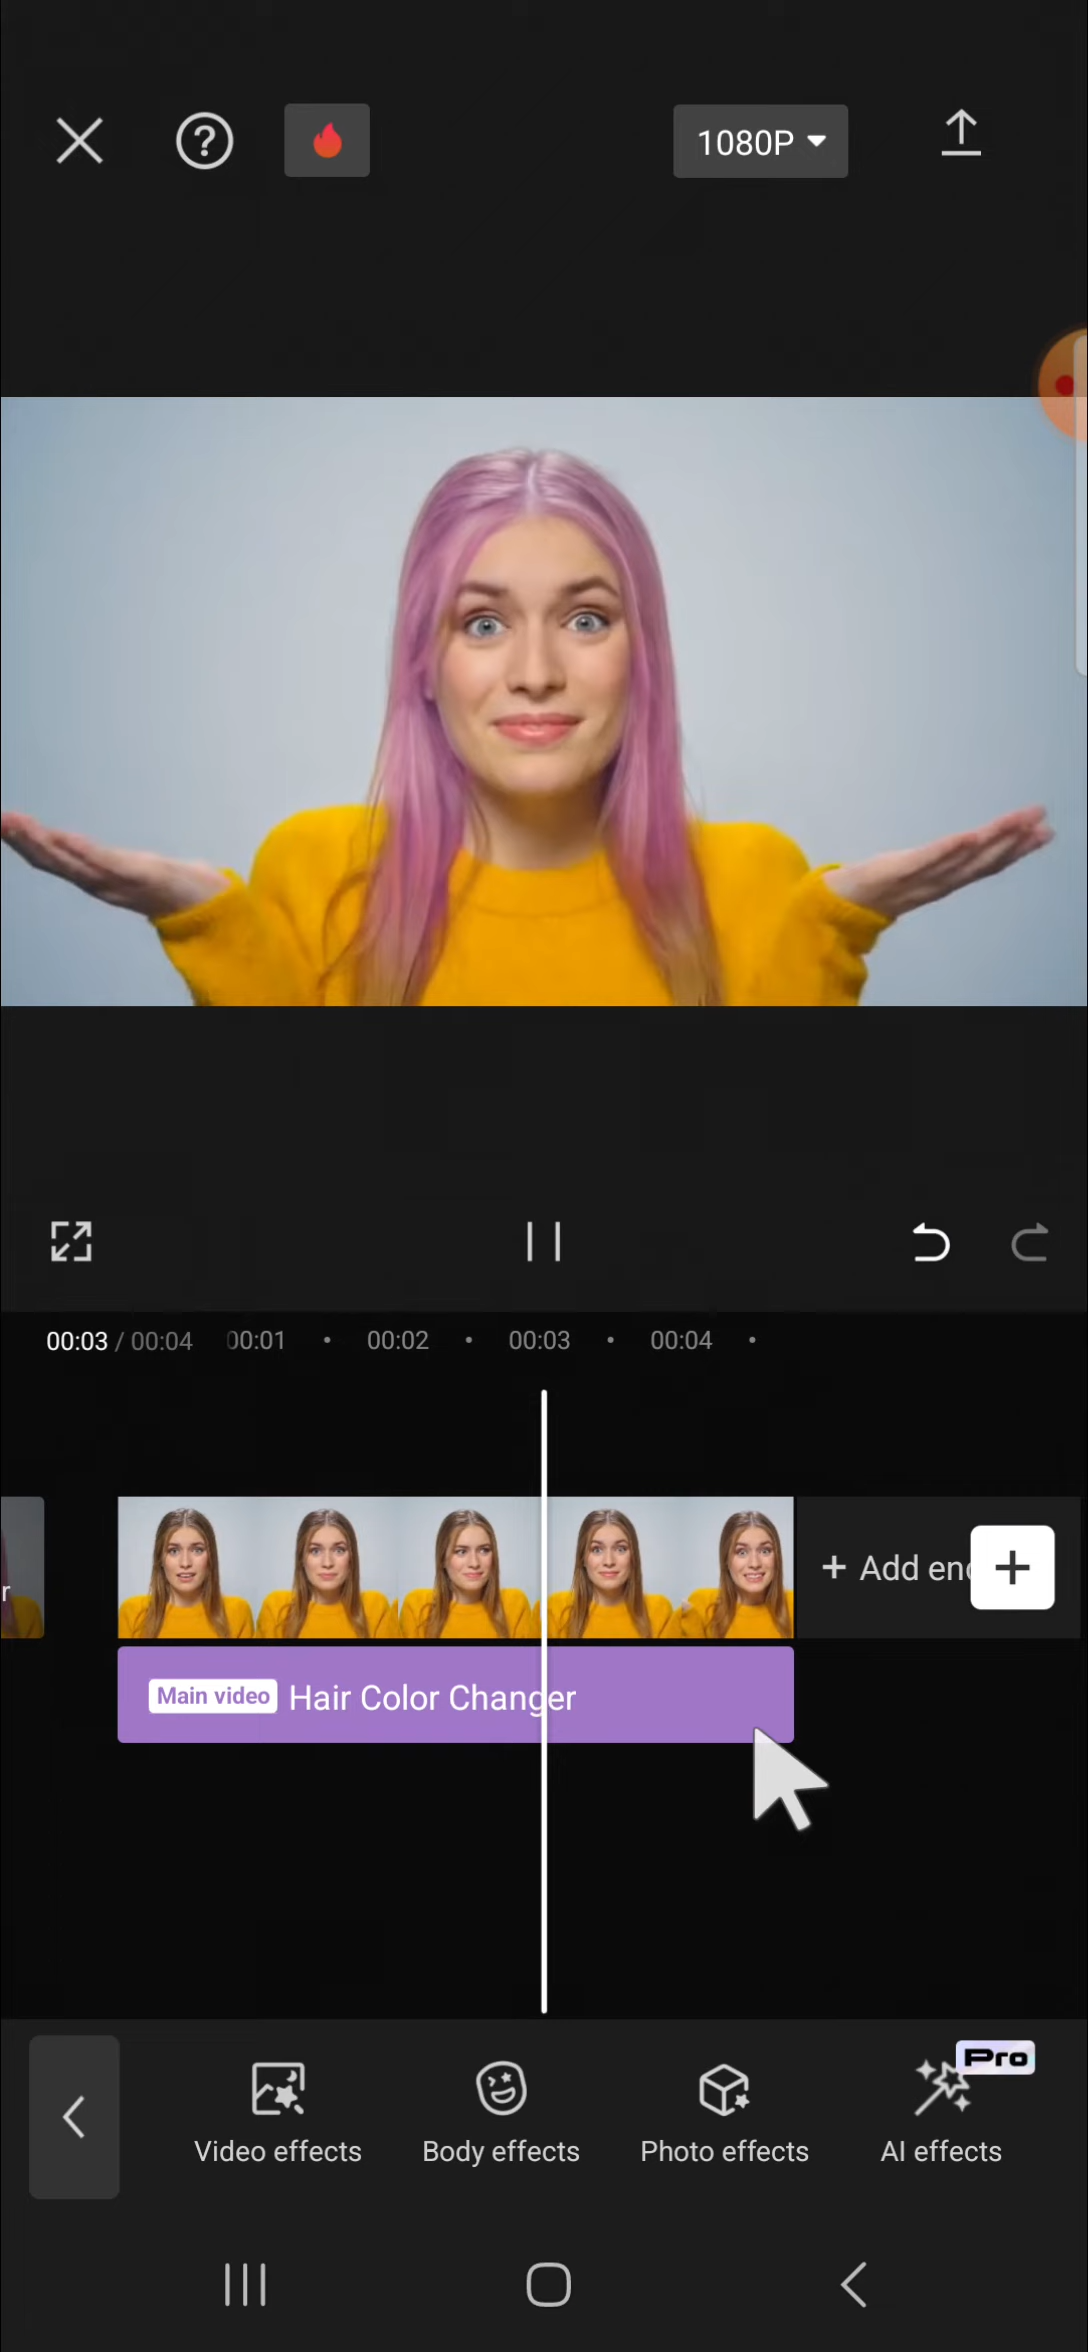 1080P
00:03 / 00:04 00:01 00:02 00:03 00:04
r
+ Add en
Main video Hair Color Changer
Pro
Video effects Body effects Photo effects AI effects